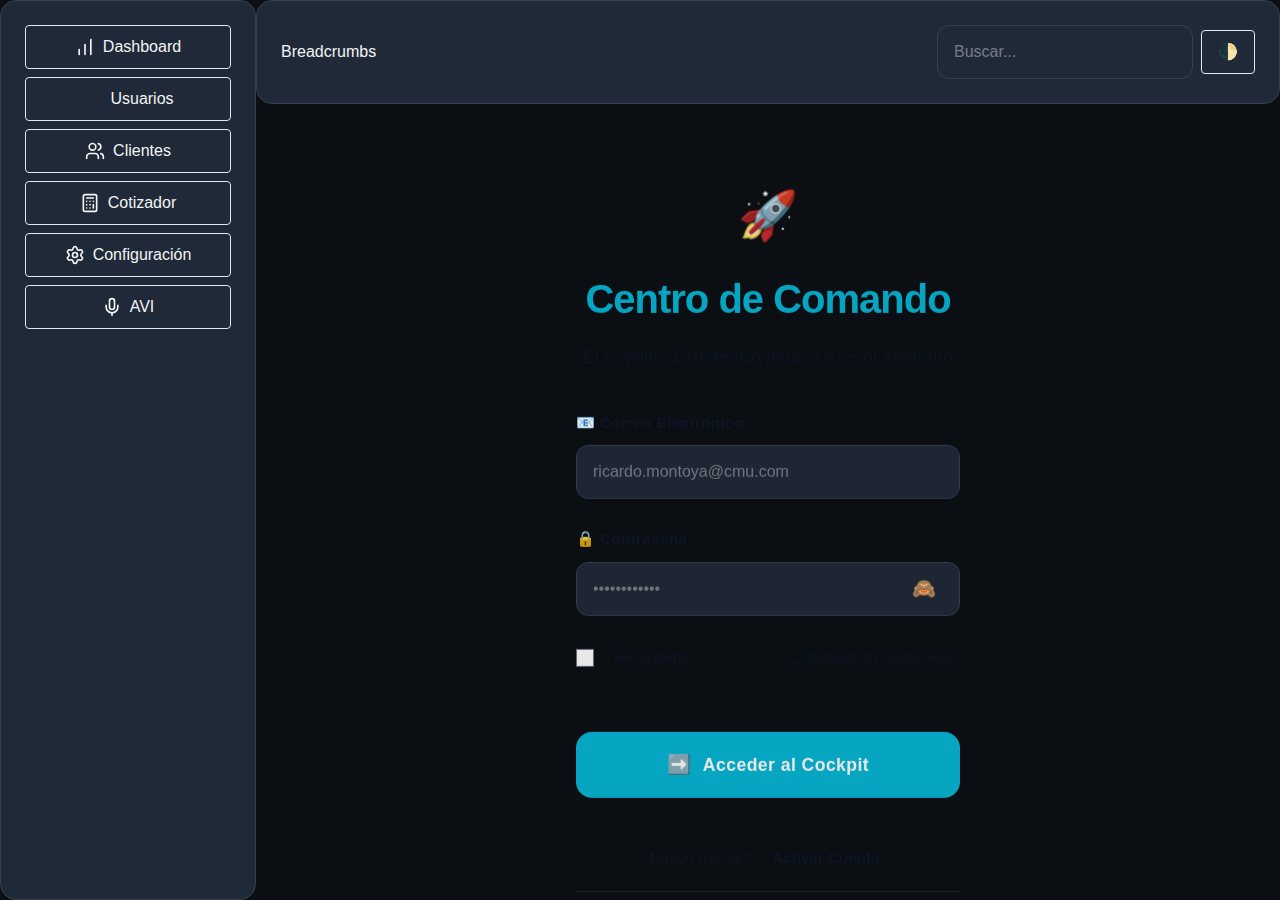 Dashboard
Usuarios
Clientes
Cotizador
Configuración
AVI
Breadcrumbs
Buscar...
Centro de Comando
El Copiloto Estratégico para el Asesor Moderno
Correo Electrónico
ricardo.montoya@cmu.com
Contraseña
••••••••••••
Recordarme
¿Olvidaste tu contraseña?
Acceder al Cockpit
¿Nuevo asesor? Activar Cuenta